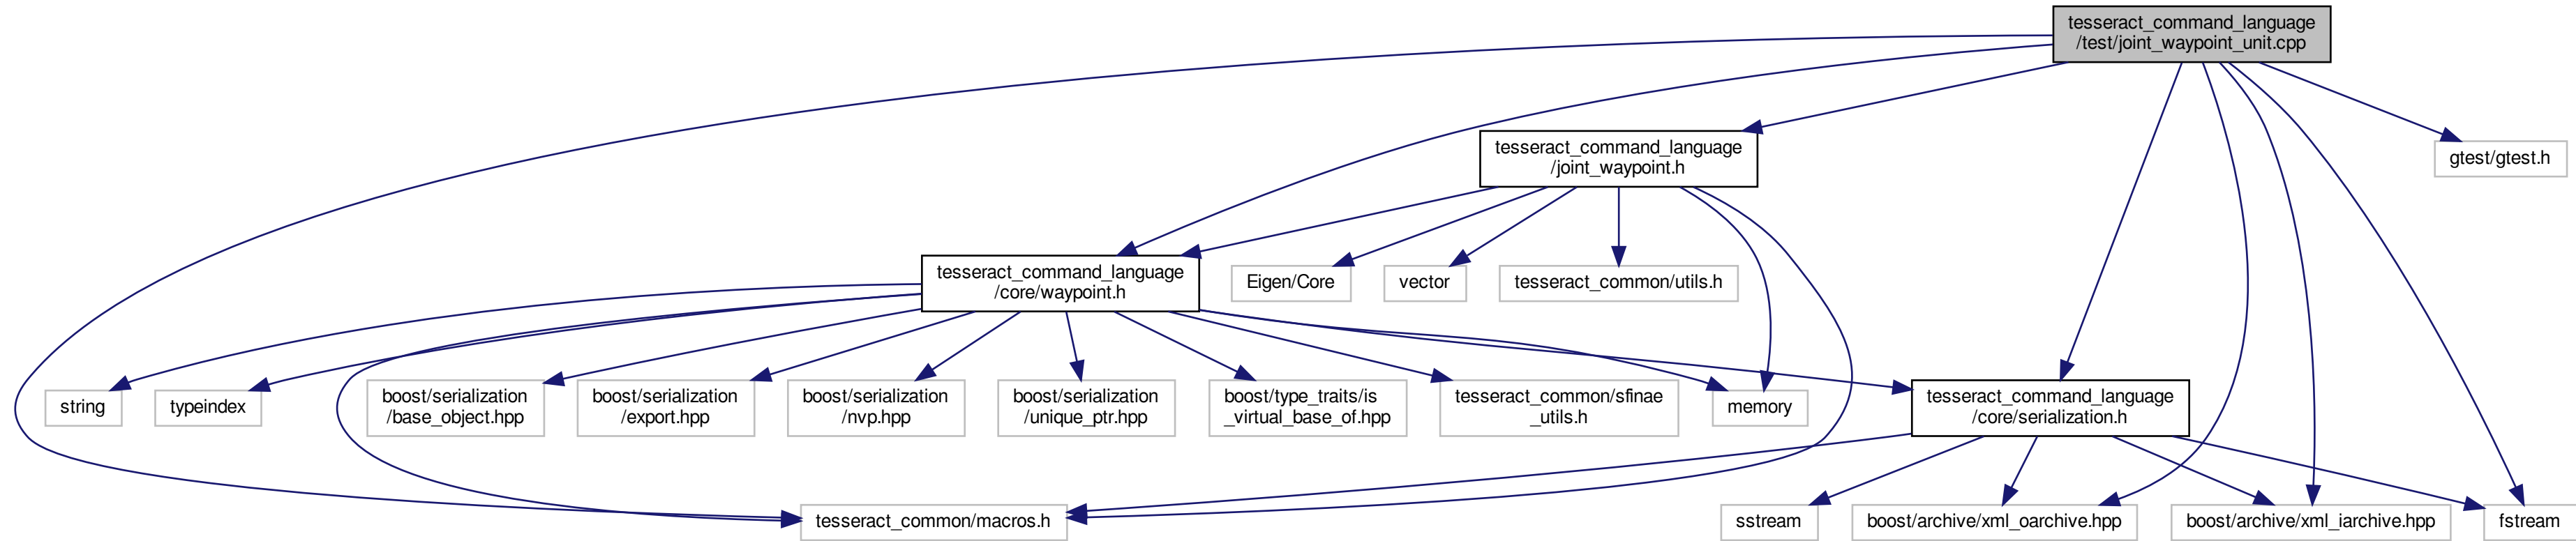 tesseract_command_language
/test/joint_waypoint_unit.cpp
tesseract_command_language
/joint_waypoint.h
gtest/gtest.h
tesseract_command_language
/core/waypoint.h
Eigen/Core
vector
tesseract_common/utils.h
string
typeindex
boost/serialization
/base_object.hpp
boost/serialization
/export.hpp
boost/serialization
/nvp.hpp
boost/serialization
/unique_ptr.hpp
boost/type_traits/is
_virtual_base_of.hpp
tesseract_common/sfinae
_utils.h
memory
tesseract_command_language
/core/serialization.h
tesseract_common/macros.h
sstream
boost/archive/xml_oarchive.hpp
boost/archive/xml_iarchive.hpp
fstream